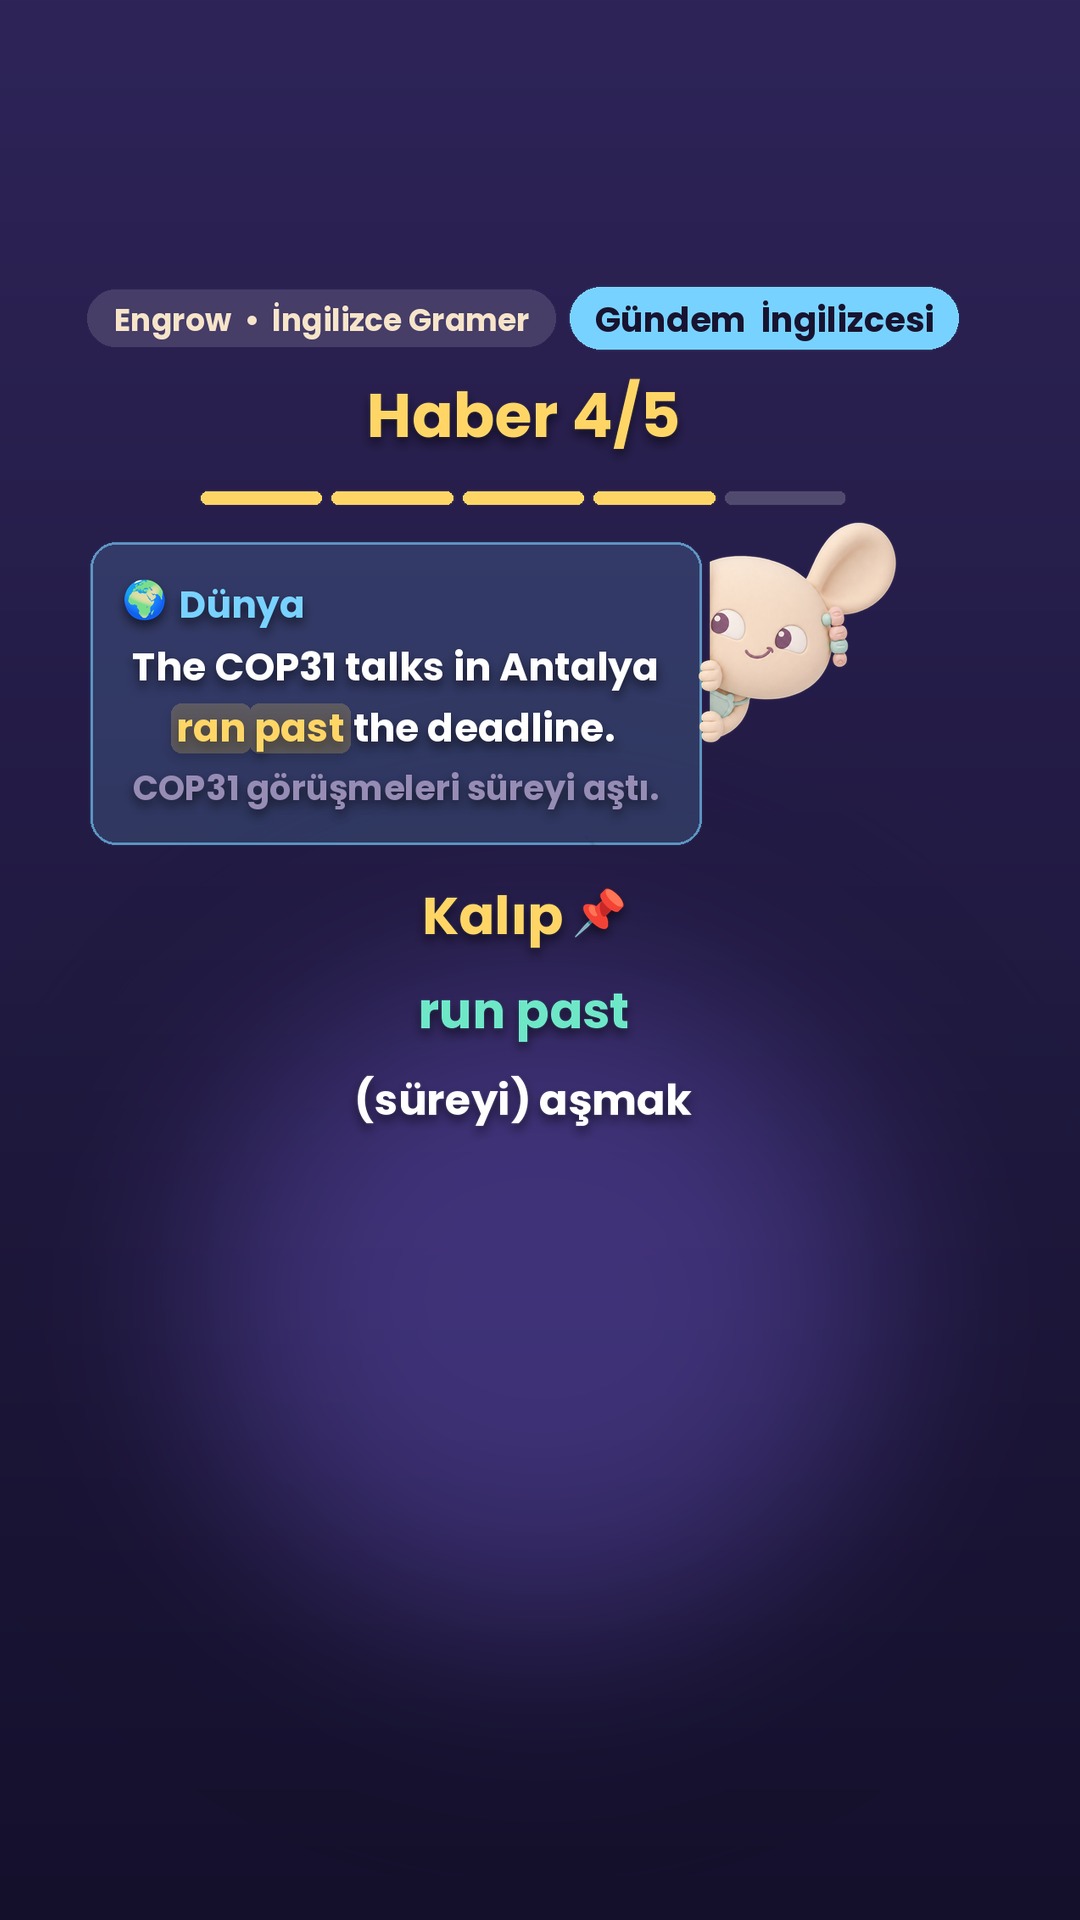 Engrow • İngilizce Gramer
Gündem İngilizcesi
Haber 4/5
Dünya
The COP31 talks in Antalya
ran past the deadline.
COP31 görüşmeleri süreyi aştı.
Kalıp
run past
(süreyi) aşmak